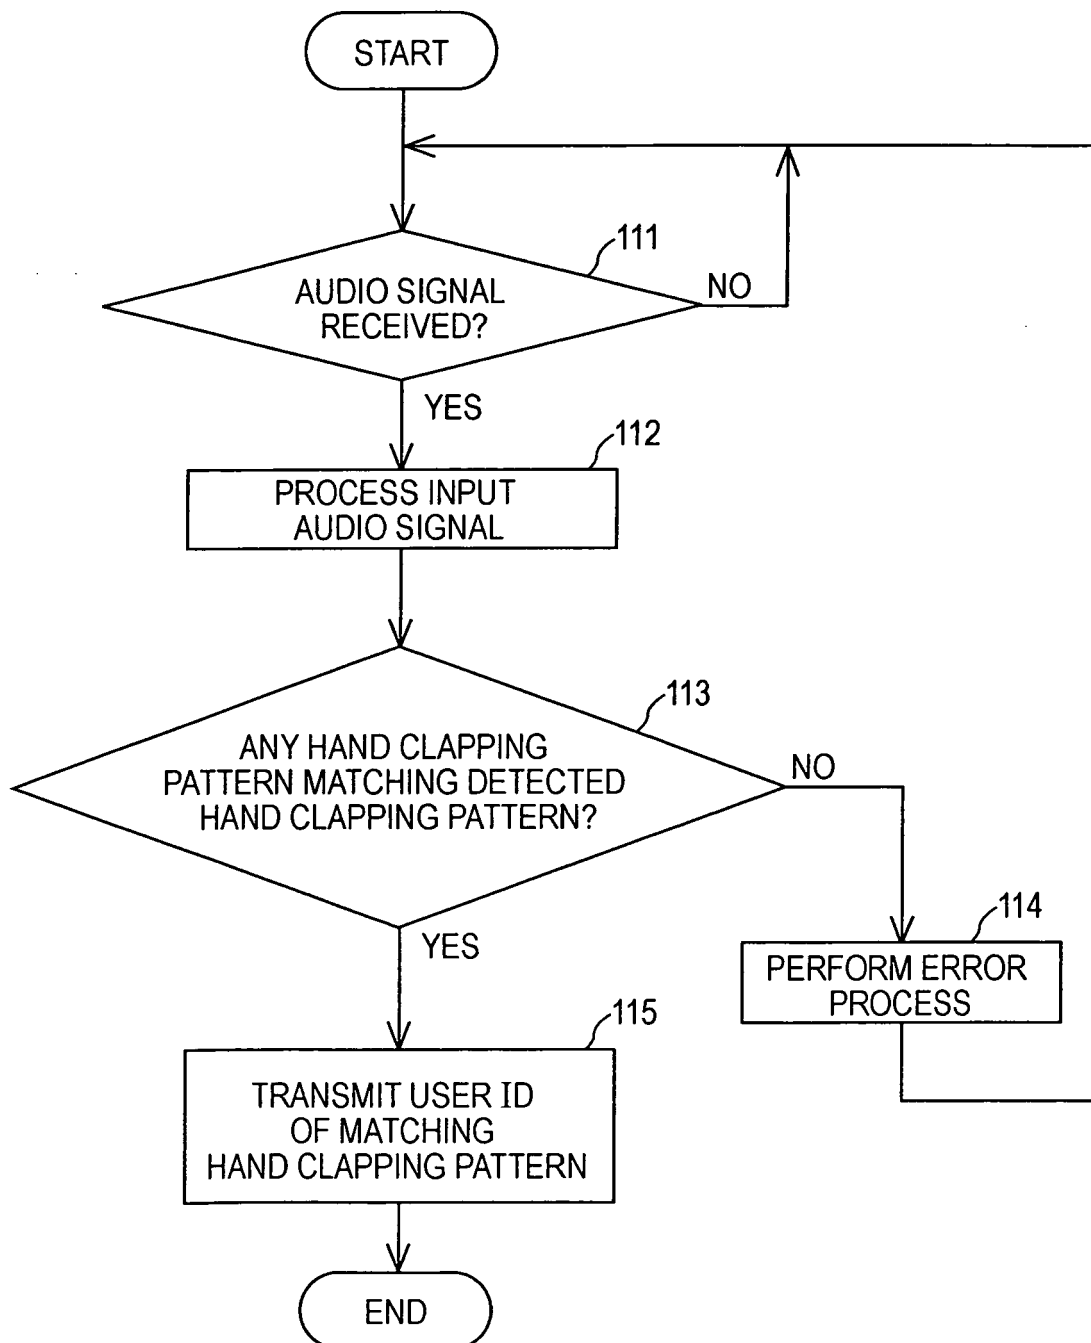 START
111
AUDIO SIGNAL
RECEIVED?
NO
YES
112
PROCESS INPUT
AUDIO SIGNAL
113
ANY HAND CLAPPING
PATTERN MATCHING DETECTED
HAND CLAPPING PATTERN?
NO
YES
114
PERFORM ERROR
PROCESS
115
TRANSMIT USER ID
OF MATCHING
HAND CLAPPING PATTERN
END